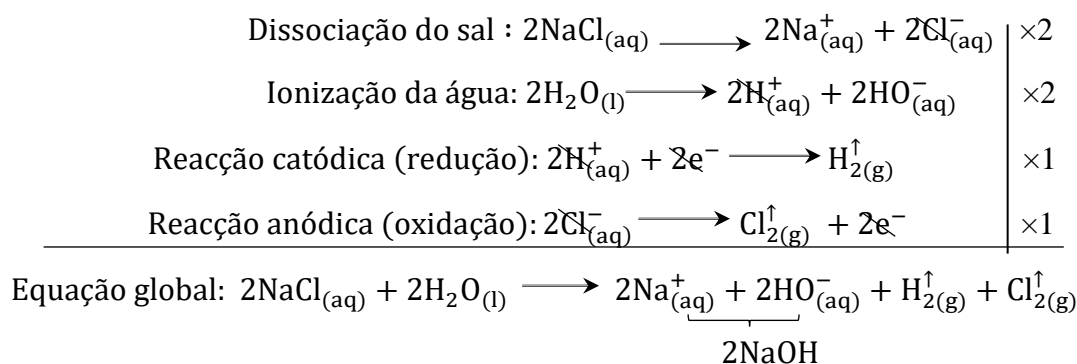 Dissociação do sal : 2NaCl(aq) ⟶ 2Na⁺(aq) + 2Cl⁻(aq) ×2
Ionização da água: 2H₂O(l) ⟶ 2H⁺(aq) + 2HO⁻(aq) ×2
Reacção catódica (redução): 2H⁺(aq) + 2e⁻ ⟶ H₂(g)↑ ×1
Reacção anódica (oxidação): 2Cl⁻(aq) ⟶ Cl₂(g)↑ + 2e⁻ ×1
Equação global: 2NaCl(aq) + 2H₂O(l) ⟶ 2Na⁺(aq) + 2HO⁻(aq) + H₂(g)↑ + Cl₂(g)↑
2NaOH